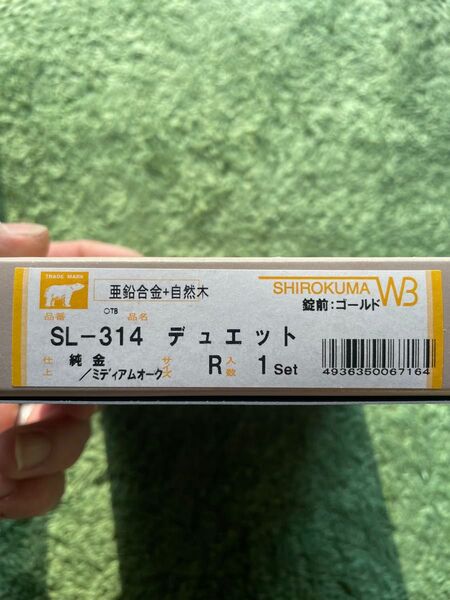 TRADE MARK
亜鉛合金+自然木
SHIROKUMA WB
錠前:ゴールド
品番 ○TB 品名
SL-314 デュエット
仕上 純金/ミディアムオーク サイズ R 入数 1Set
4936350067164